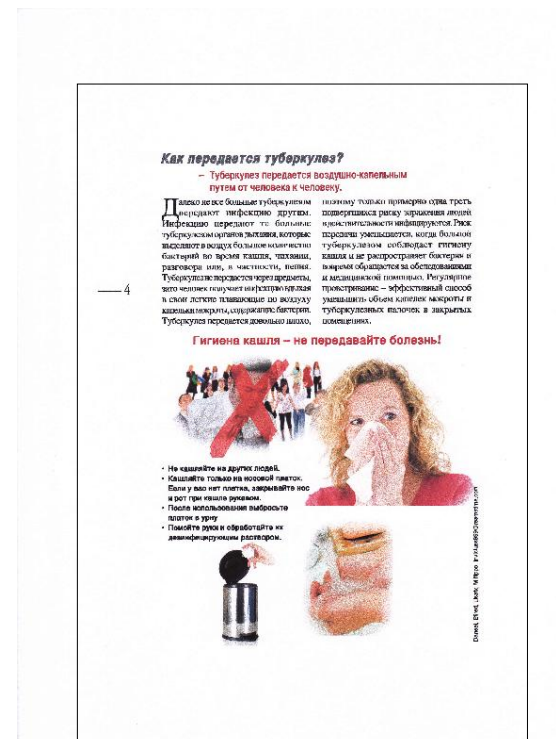 Как передается туберкулез?
– Туберкулез передается воздушно-капельным
путем от человека к человеку.
Далеко не все больные туберкулезом
передают инфекцию другим.
Инфекцию передают те больные
туберкулезом органов дыхания, которые
выделяют в воздух большое количество
бактерий во время кашля, чихания,
разговора или, в частности, пения.
Туберкулез не передается через предметы,
зато человек получает инфекцию вдыхая
в свои легкие плавающие по воздуху
капельки мокроты, содержащие бактерии.
Туберкулез передается довольно плохо,
поэтому только примерно одна треть
подвергшихся риску заражения людей
в действительности инфицируются. Риск
передачи уменьшается, когда больной
туберкулезом соблюдает гигиену
кашля и не распространяет бактерии и
вовремя обращается за обследованиями
и медицинской помощью. Регулярное
проветривание – эффективный способ
уменьшить объем капелек мокроты и
туберкулезных палочек в закрытых
помещениях.
4
Гигиена кашля – не передавайте болезнь!
• Не кашляйте на других людей.
• Кашляйте только на носовой платок.
Если у вас нет платка, закрывайте нос
и рот при кашле рукавом.
• После использования выбросьте
платок в урну
• Помойте руки и обработайте их
дезинфицирующим раствором.